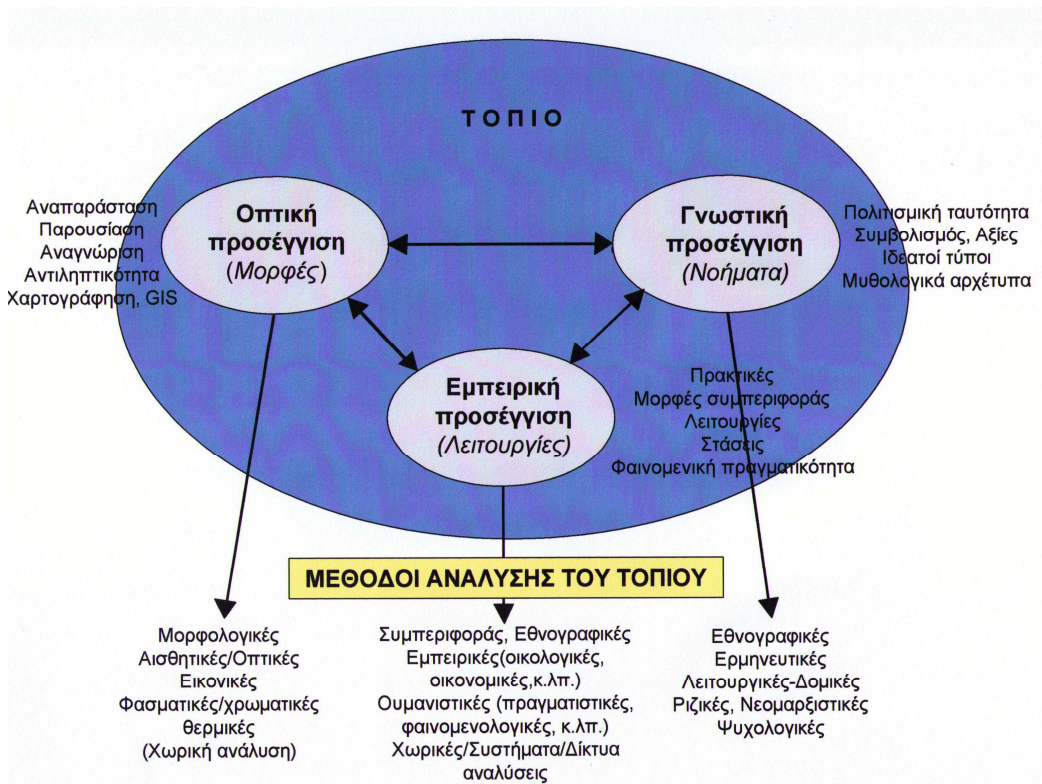 ΤΟΠΙΟ
Αναπαράσταση
Παρουσίαση
Αναγνώριση
Αντιληπτικότητα
Χαρτογράφηση, GIS
Οπτική
προσέγγιση
(Μορφές)
Γνωστική
προσέγγιση
(Νοήματα)
Πολιτισμική ταυτότητα
Συμβολισμός, Αξίες
Ιδεατοί τύποι
Μυθολογικά αρχέτυπα
Εμπειρική
προσέγγιση
(Λειτουργίες)
Πρακτικές
Μορφές συμπεριφοράς
Λειτουργίες
Στάσεις
Φαινομενική πραγματικότητα
ΜΕΘΟΔΟΙ ΑΝΑΛΥΣΗΣ ΤΟΥ ΤΟΠΙΟΥ
Μορφολογικές
Αισθητικές/Οπτικές
Εικονικές
Φασματικές/χρωματικές
θερμικές
(Χωρική ανάλυση)
Συμπεριφοράς, Εθνογραφικές
Εμπειρικές(οικολογικές,
οικονομικές,κ.λπ.)
Ουμανιστικές (πραγματιστικές,
φαινομενολογικές, κ.λπ.)
Χωρικές/Συστήματα/Δίκτυα
αναλύσεις
Εθνογραφικές
Ερμηνευτικές
Λειτουργικές-Δομικές
Ριζικές, Νεομαρξιστικές
Ψυχολογικές